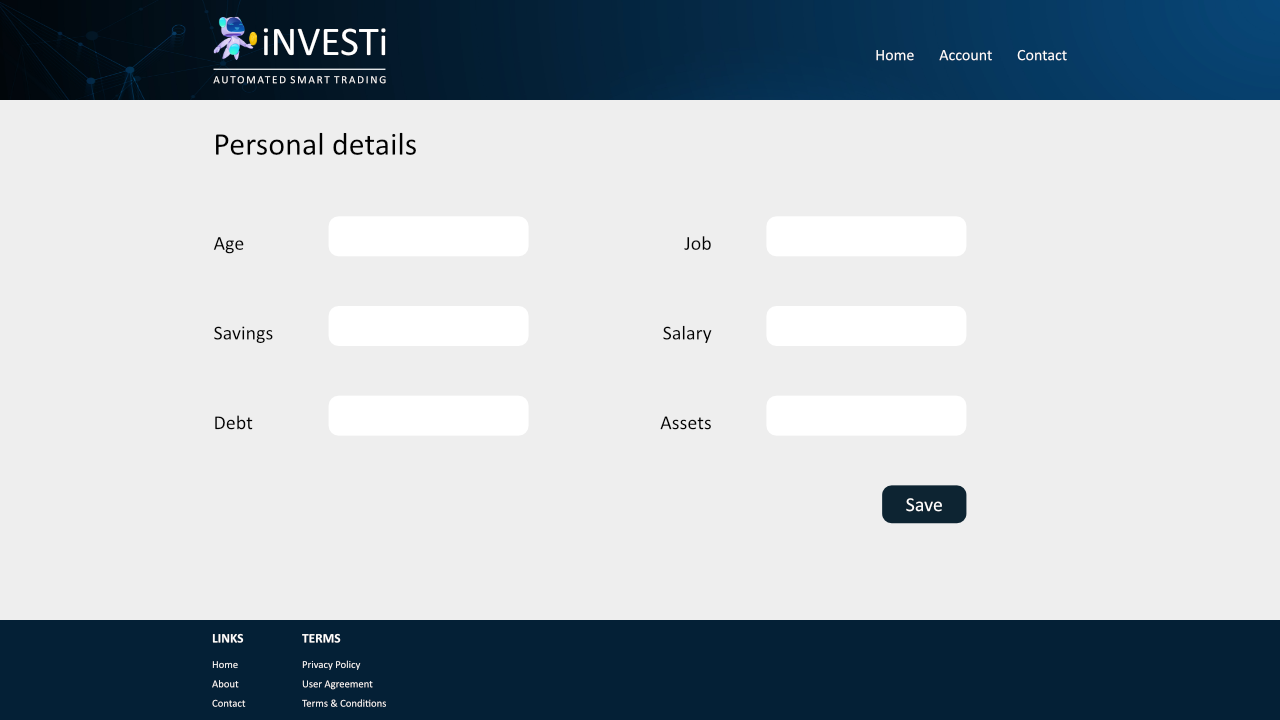 iNVESTi
AUTOMATED SMART TRADING
Home Account Contact
Personal details
Age
Job
Savings
Salary
Debt
Assets
Save
LINKS
Home
About
Contact
TERMS
Privacy Policy
User Agreement
Terms & Conditions